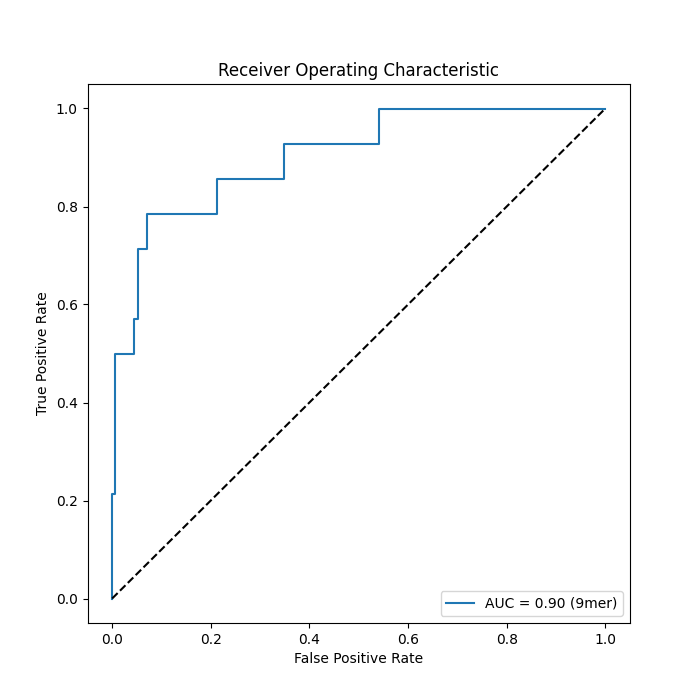 Receiver Operating Characteristic
True Positive Rate
1.0
0.8
0.6
0.4
0.2
0.0
AUC = 0.90 (9mer)
0.0 0.2 0.4 0.6 0.8 1.0
False Positive Rate